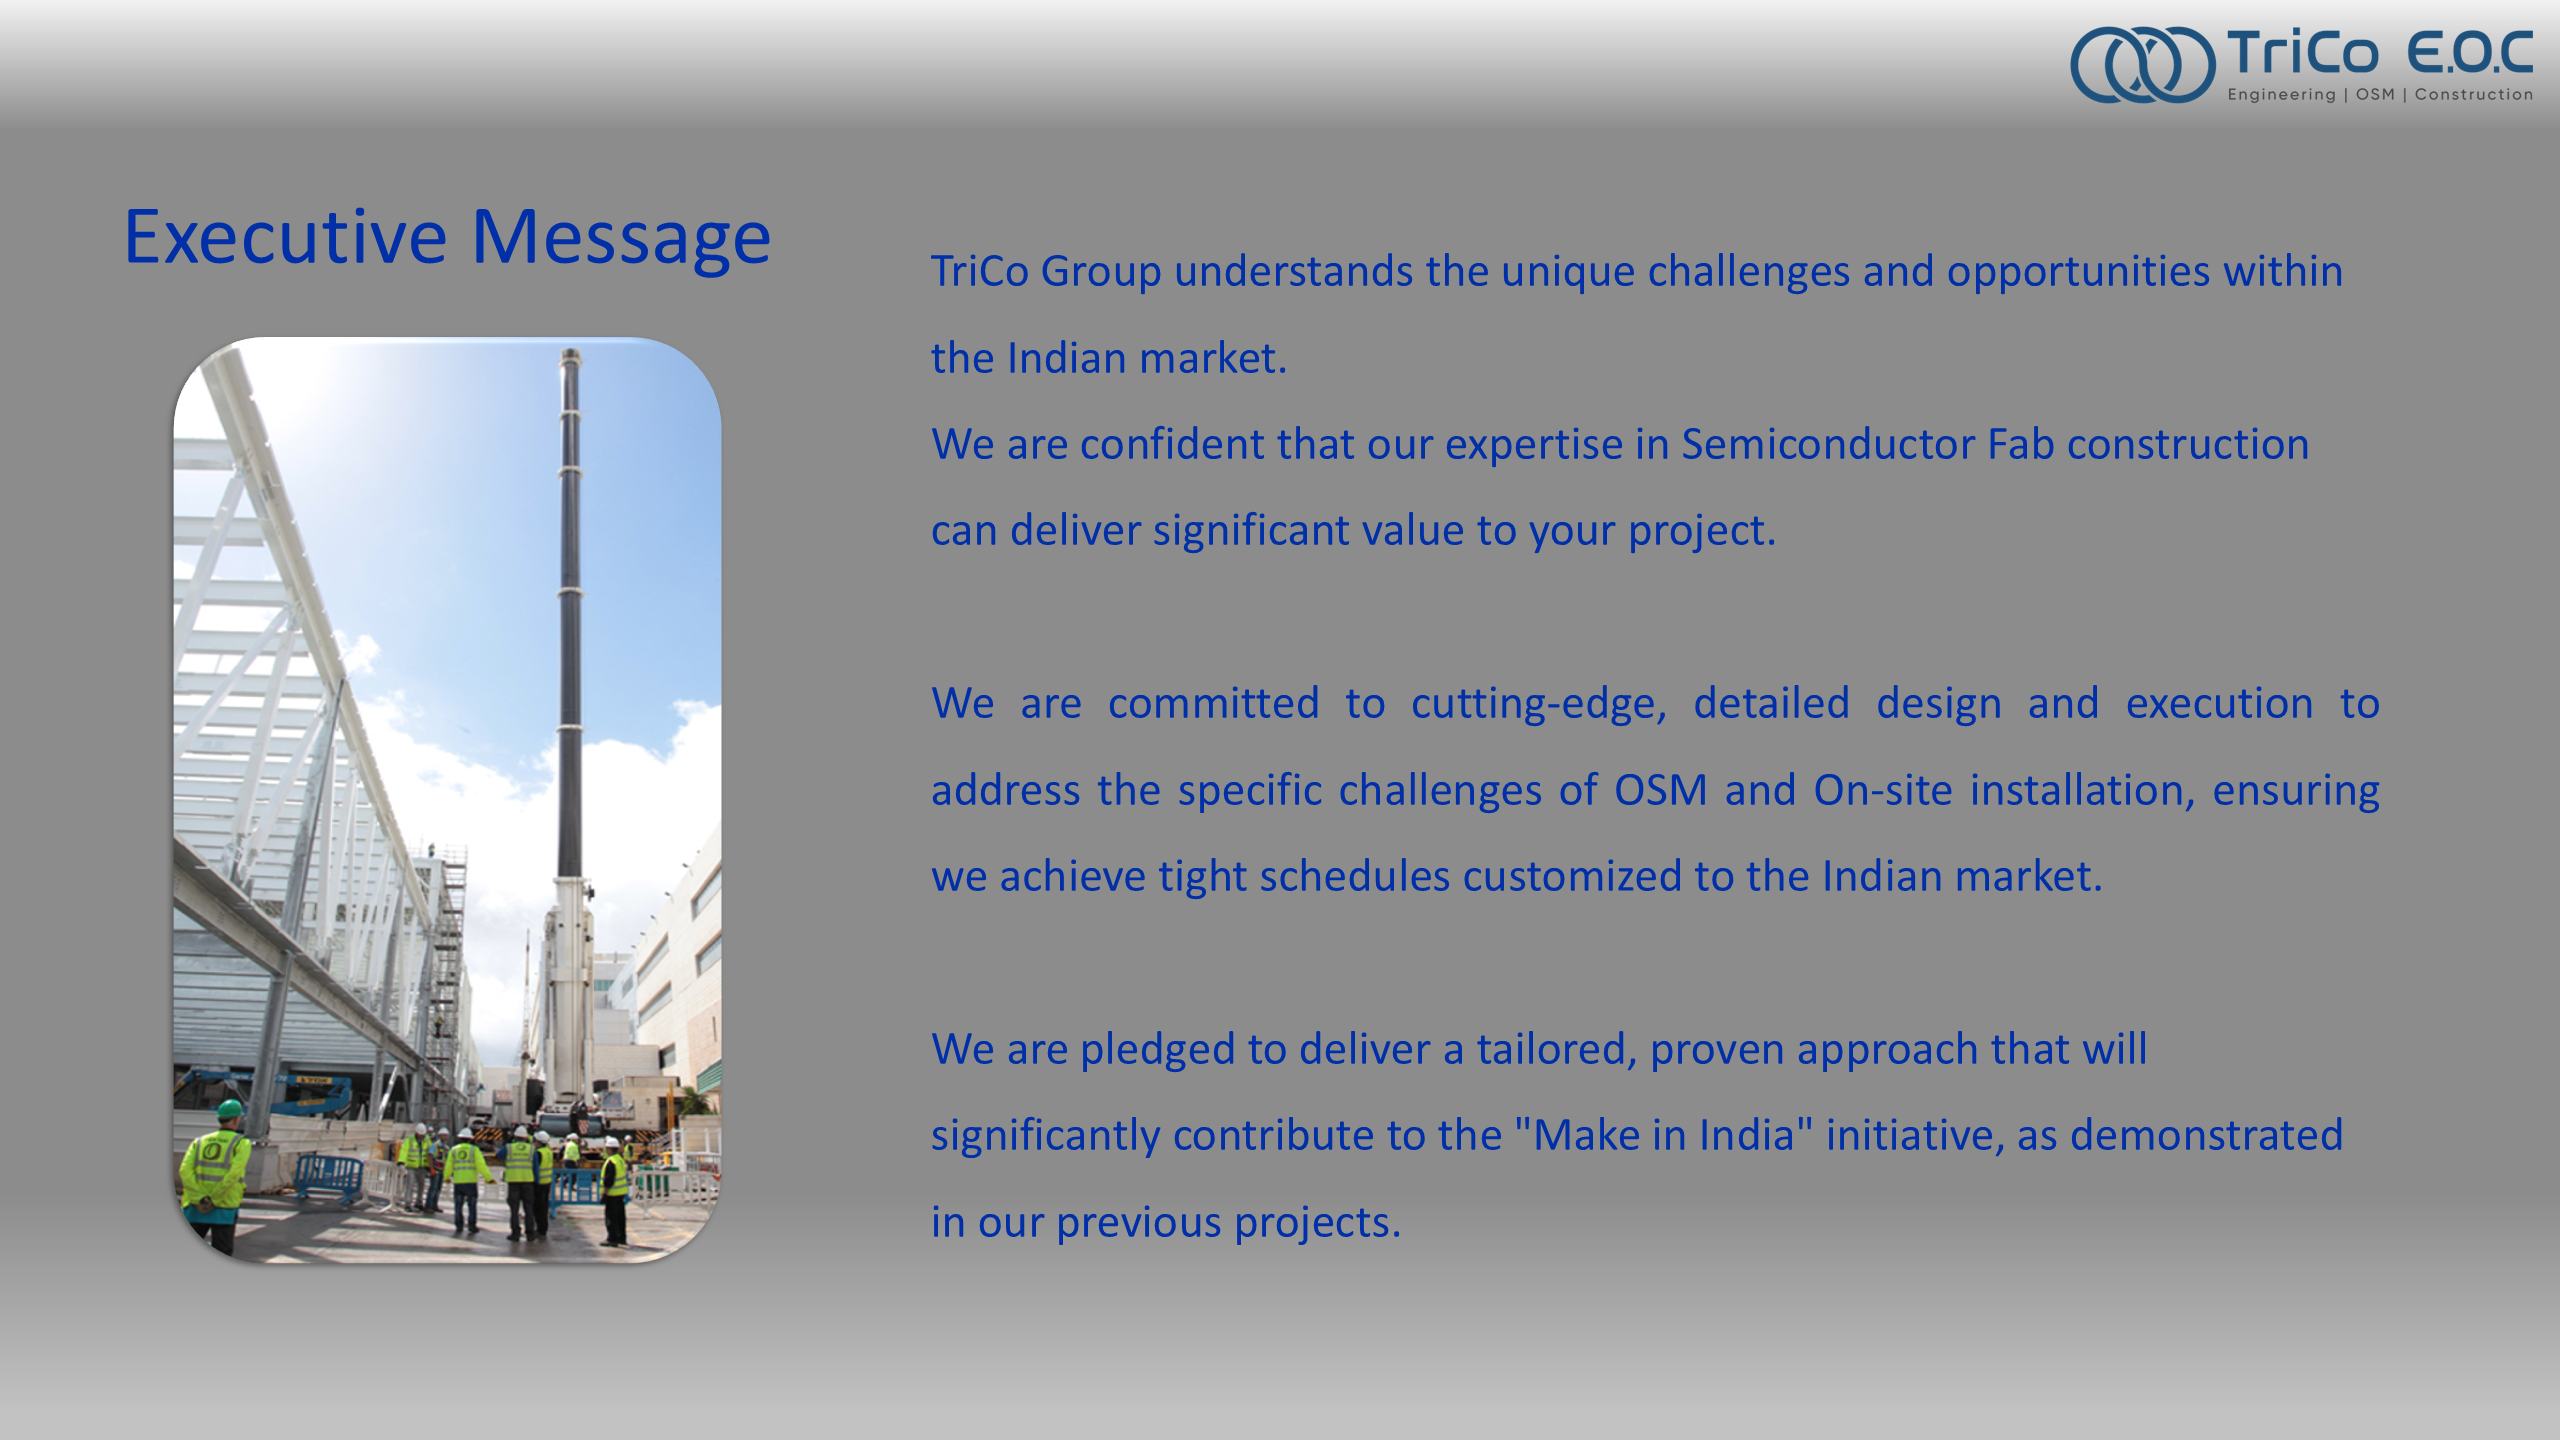 TriCo E.O.C
Engineering | OSM | Construction
Executive Message
TriCo Group understands the unique challenges and opportunities within
the Indian market.
We are confident that our expertise in Semiconductor Fab construction
can deliver significant value to your project.
We are committed to cutting-edge, detailed design and execution to
address the specific challenges of OSM and On-site installation, ensuring
we achieve tight schedules customized to the Indian market.
We are pledged to deliver a tailored, proven approach that will
significantly contribute to the "Make in India" initiative, as demonstrated
in our previous projects.